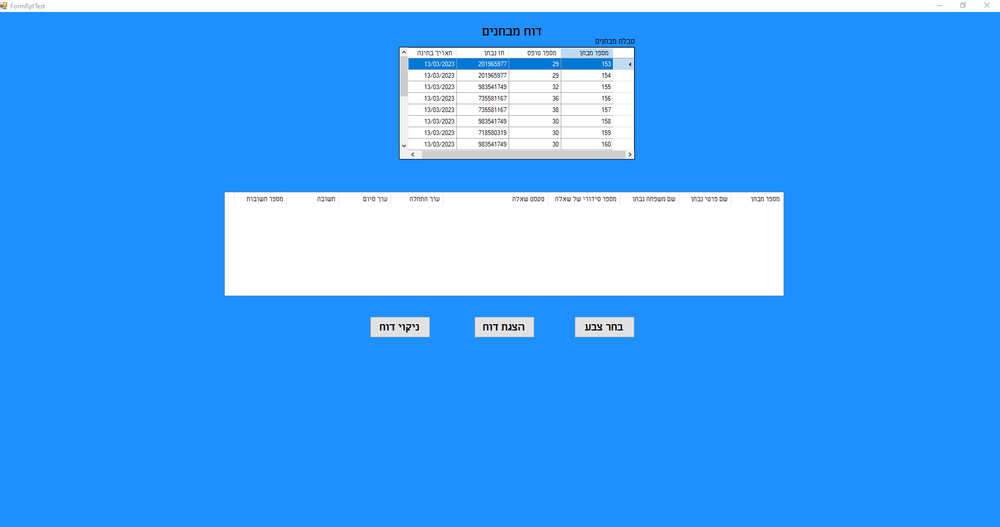 FormRptTest
דוח מבחנים
טבלת מבחנים
מספר מבחן מספר טופס תז נבחן תאריך בחינה
153 29 201965977 13/03/2023
154 29 201965977 13/03/2023
155 32 983541749 13/03/2023
156 36 735581167 13/03/2023
157 38 735581167 13/03/2023
158 30 983541749 13/03/2023
159 30 718580319 13/03/2023
160 30 983541749 13/03/2023
מספר מבחן שם פרטי נבחן שם משפחה נבחן מספר סידורי של שאלה טקסט שאלה ערך התחלה ערך סיום תשובה מספר תשובות
בחר צבע הצגת דוח ניקוי דוח